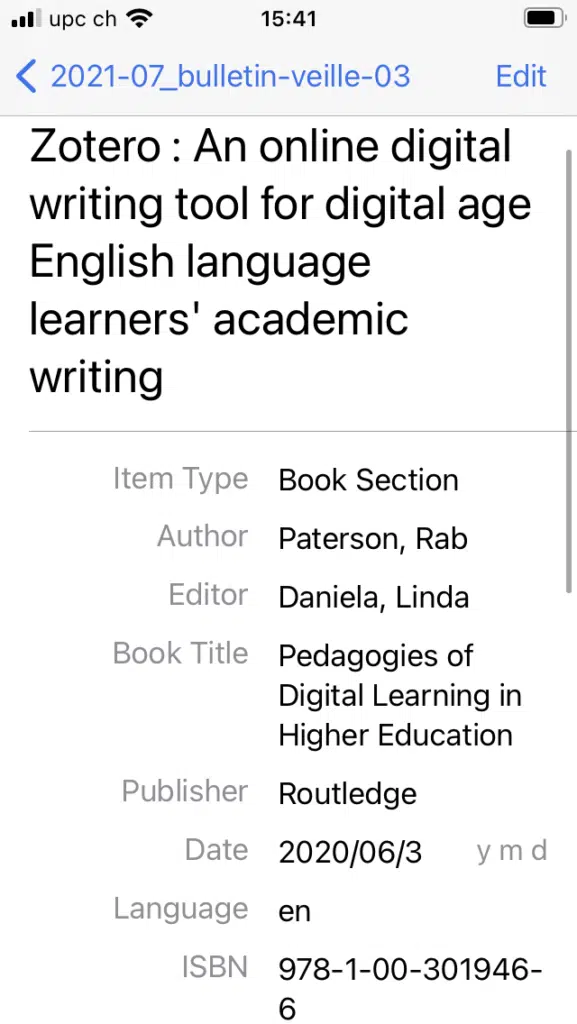 upc ch 15:41
2021-07_bulletin-veille-03 Edit
Zotero : An online digital
writing tool for digital age
English language
learners' academic
writing
Item Type Book Section
Author Paterson, Rab
Editor Daniela, Linda
Book Title Pedagogies of
Digital Learning in
Higher Education
Publisher Routledge
Date 2020/06/3 y m d
Language en
ISBN 978-1-00-301946-
6